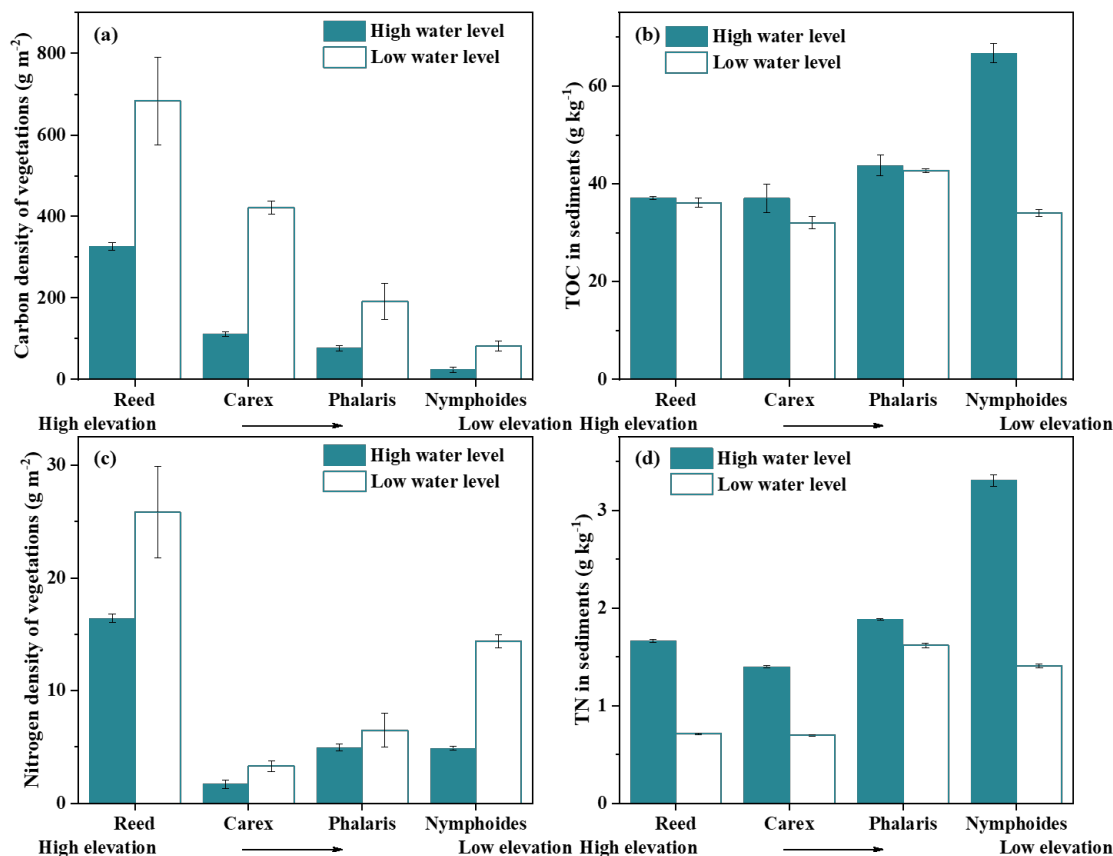 (a)
High water level
Low water level
Carbon density of vegetations (g m⁻²)
800
600
400
200
0
Reed Carex Phalaris Nymphoides
High elevation Low elevation
(b)
High water level
Low water level
TOC in sediments (g kg⁻¹)
60
40
20
0
Reed Carex Phalaris Nymphoides
High elevation Low elevation
(c)
High water level
Low water level
Nitrogen density of vegetations (g m⁻²)
30
20
10
0
Reed Carex Phalaris Nymphoides
High elevation Low elevation
(d)
High water level
Low water level
TN in sediments (g kg⁻¹)
3
2
1
0
Reed Carex Phalaris Nymphoides
High elevation Low elevation